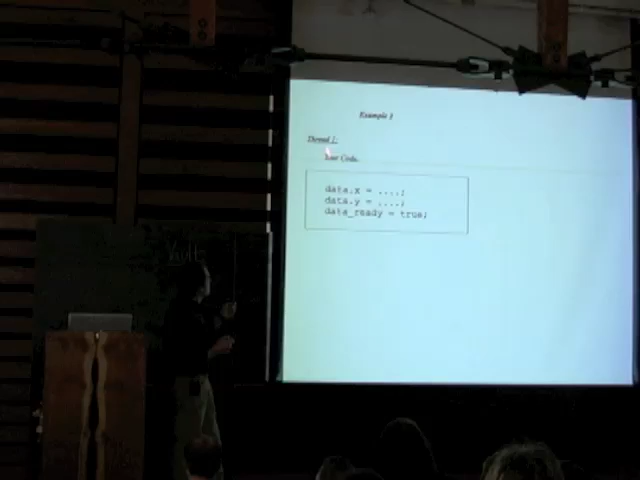 Example 1
Thread 1:
User Code:
data.x = ....;
data.y = ....;
data_ready = true;